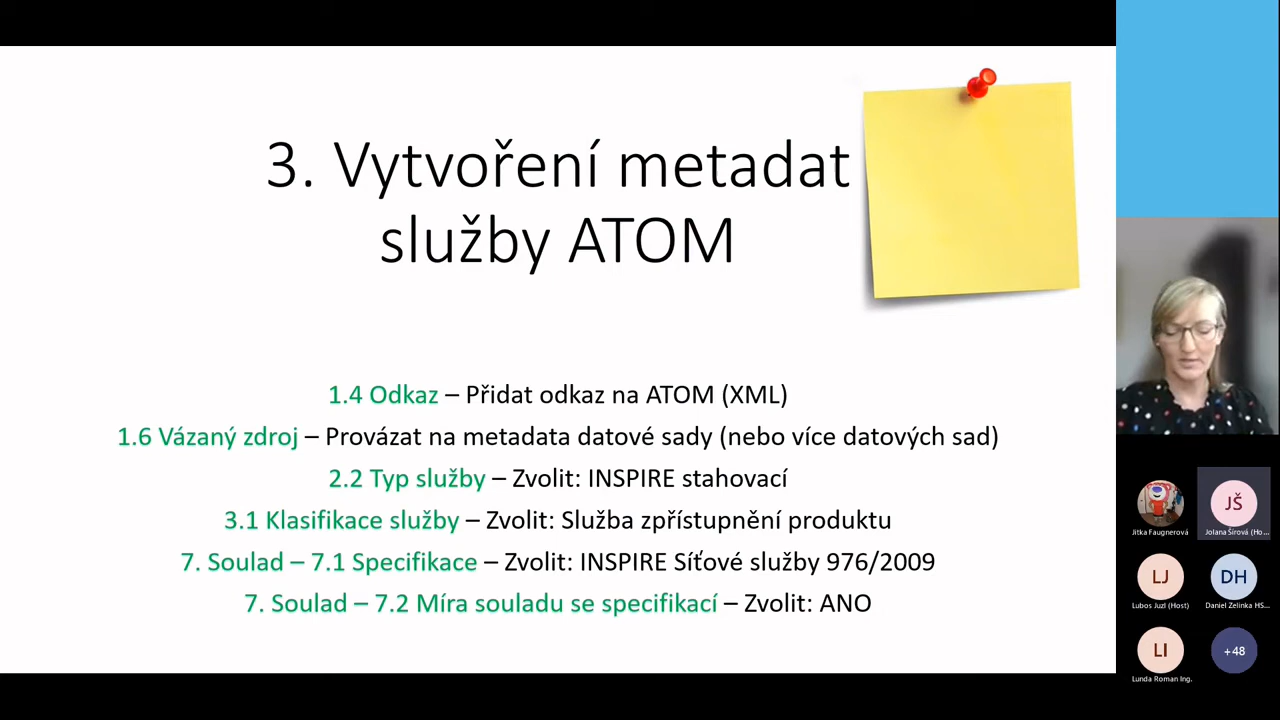 3. Vytvoření metadat
služby ATOM
1.4 Odkaz – Přidat odkaz na ATOM (XML)
1.6 Vázaný zdroj – Provázat na metadata datové sady (nebo více datových sad)
2.2 Typ služby – Zvolit: INSPIRE stahovací
3.1 Klasifikace služby – Zvolit: Služba zpřístupnění produktu
7. Soulad – 7.1 Specifikace – Zvolit: INSPIRE Síťové služby 976/2009
7. Soulad – 7.2 Míra souladu se specifikací – Zvolit: ANO
JŠ
Jitka Faugnerová
Jolana Šírová (Ho...
LJ
DH
Lubos Juzl (Host)
Daniel Zelinka HS...
LI
+48
Lunda Roman Ing.